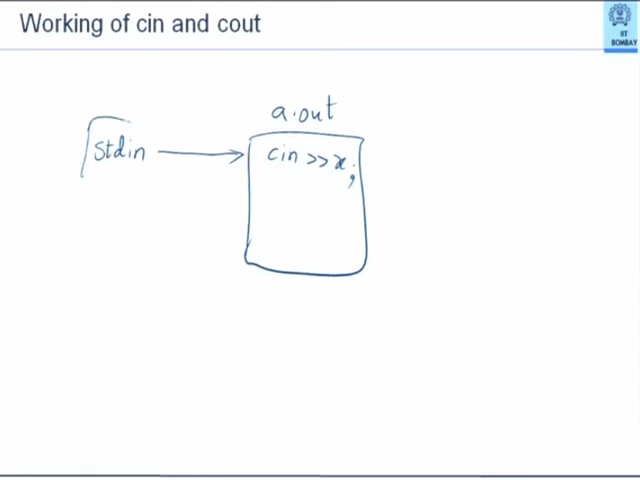 Working of cin and cout
IIT
BOMBAY
a.out
stdin
cin >> x;